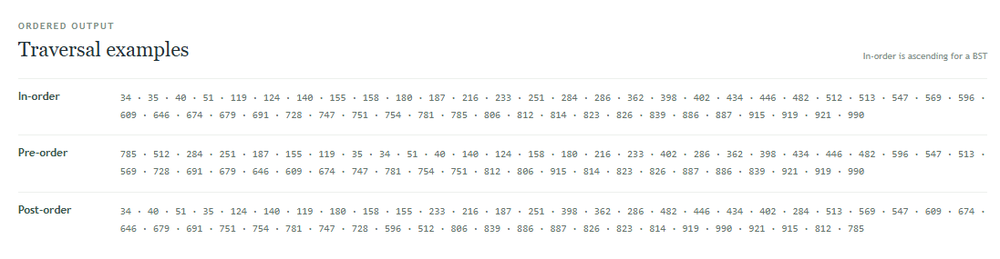 ORDERED OUTPUT
Traversal examples
In-order is ascending for a BST
In-order
34 · 35 · 40 · 51 · 119 · 124 · 140 · 155 · 158 · 180 · 187 · 216 · 233 · 251 · 284 · 286 · 362 · 398 · 402 · 434 · 446 · 482 · 512 · 513 · 547 · 569 · 596 ·
609 · 646 · 674 · 679 · 691 · 728 · 747 · 751 · 754 · 781 · 785 · 806 · 812 · 814 · 823 · 826 · 839 · 886 · 887 · 915 · 919 · 921 · 990
Pre-order
785 · 512 · 284 · 251 · 187 · 155 · 119 · 35 · 34 · 51 · 40 · 140 · 124 · 158 · 180 · 216 · 233 · 402 · 286 · 362 · 398 · 434 · 446 · 482 · 596 · 547 · 513 ·
569 · 728 · 691 · 679 · 646 · 609 · 674 · 747 · 781 · 754 · 751 · 812 · 806 · 915 · 814 · 823 · 826 · 887 · 886 · 839 · 921 · 919 · 990
Post-order
34 · 40 · 51 · 35 · 124 · 140 · 119 · 180 · 158 · 155 · 233 · 216 · 187 · 251 · 398 · 362 · 286 · 482 · 446 · 434 · 402 · 284 · 513 · 569 · 547 · 609 · 674 ·
646 · 679 · 691 · 751 · 754 · 781 · 747 · 728 · 596 · 512 · 806 · 839 · 886 · 887 · 826 · 823 · 814 · 919 · 990 · 921 · 915 · 812 · 785